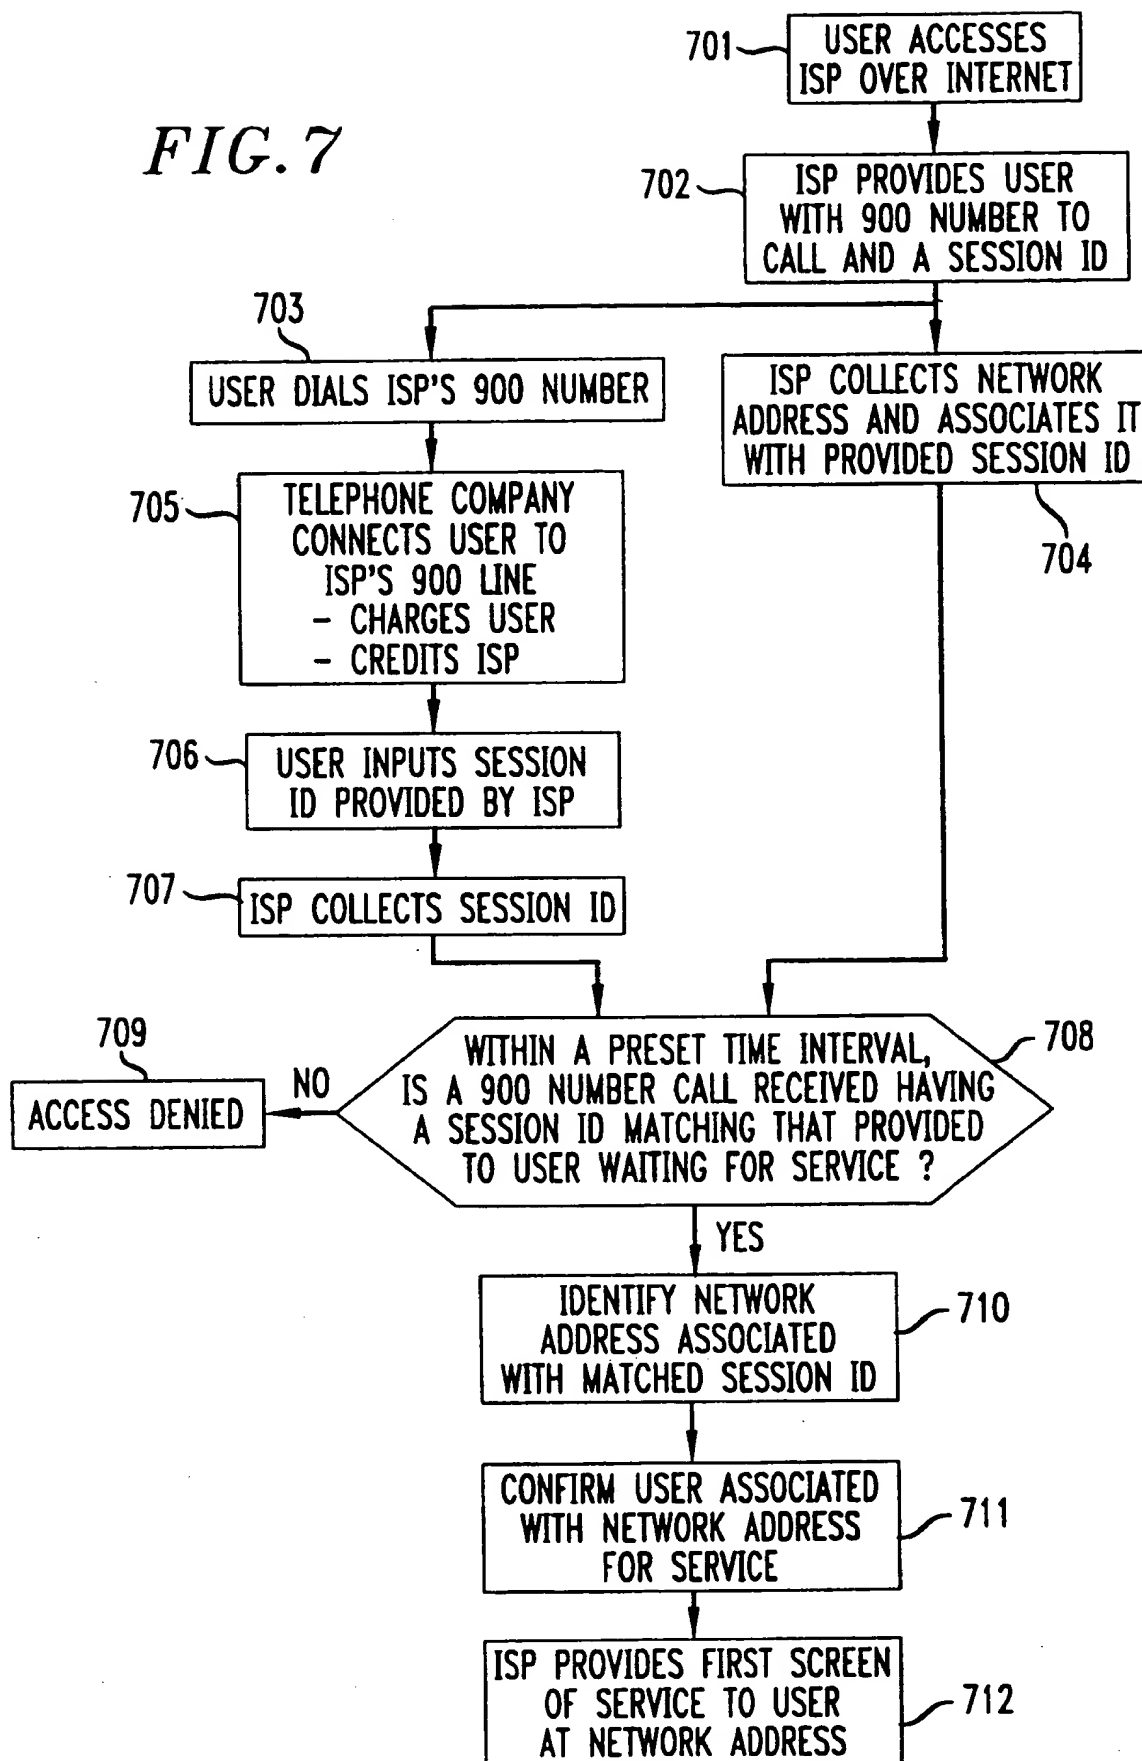 FIG. 7
701
USER ACCESSES
ISP OVER INTERNET
702
ISP PROVIDES USER
WITH 900 NUMBER TO
CALL AND A SESSION ID
703
USER DIALS ISP'S 900 NUMBER
ISP COLLECTS NETWORK
ADDRESS AND ASSOCIATES IT
WITH PROVIDED SESSION ID
704
705
TELEPHONE COMPANY
CONNECTS USER TO
ISP'S 900 LINE
- CHARGES USER
- CREDITS ISP
706
USER INPUTS SESSION
ID PROVIDED BY ISP
707
ISP COLLECTS SESSION ID
708
WITHIN A PRESET TIME INTERVAL,
IS A 900 NUMBER CALL RECEIVED HAVING
A SESSION ID MATCHING THAT PROVIDED
TO USER WAITING FOR SERVICE ?
709
NO
ACCESS DENIED
YES
IDENTIFY NETWORK
ADDRESS ASSOCIATED
WITH MATCHED SESSION ID
710
CONFIRM USER ASSOCIATED
WITH NETWORK ADDRESS
FOR SERVICE
711
ISP PROVIDES FIRST SCREEN
OF SERVICE TO USER
AT NETWORK ADDRESS
712